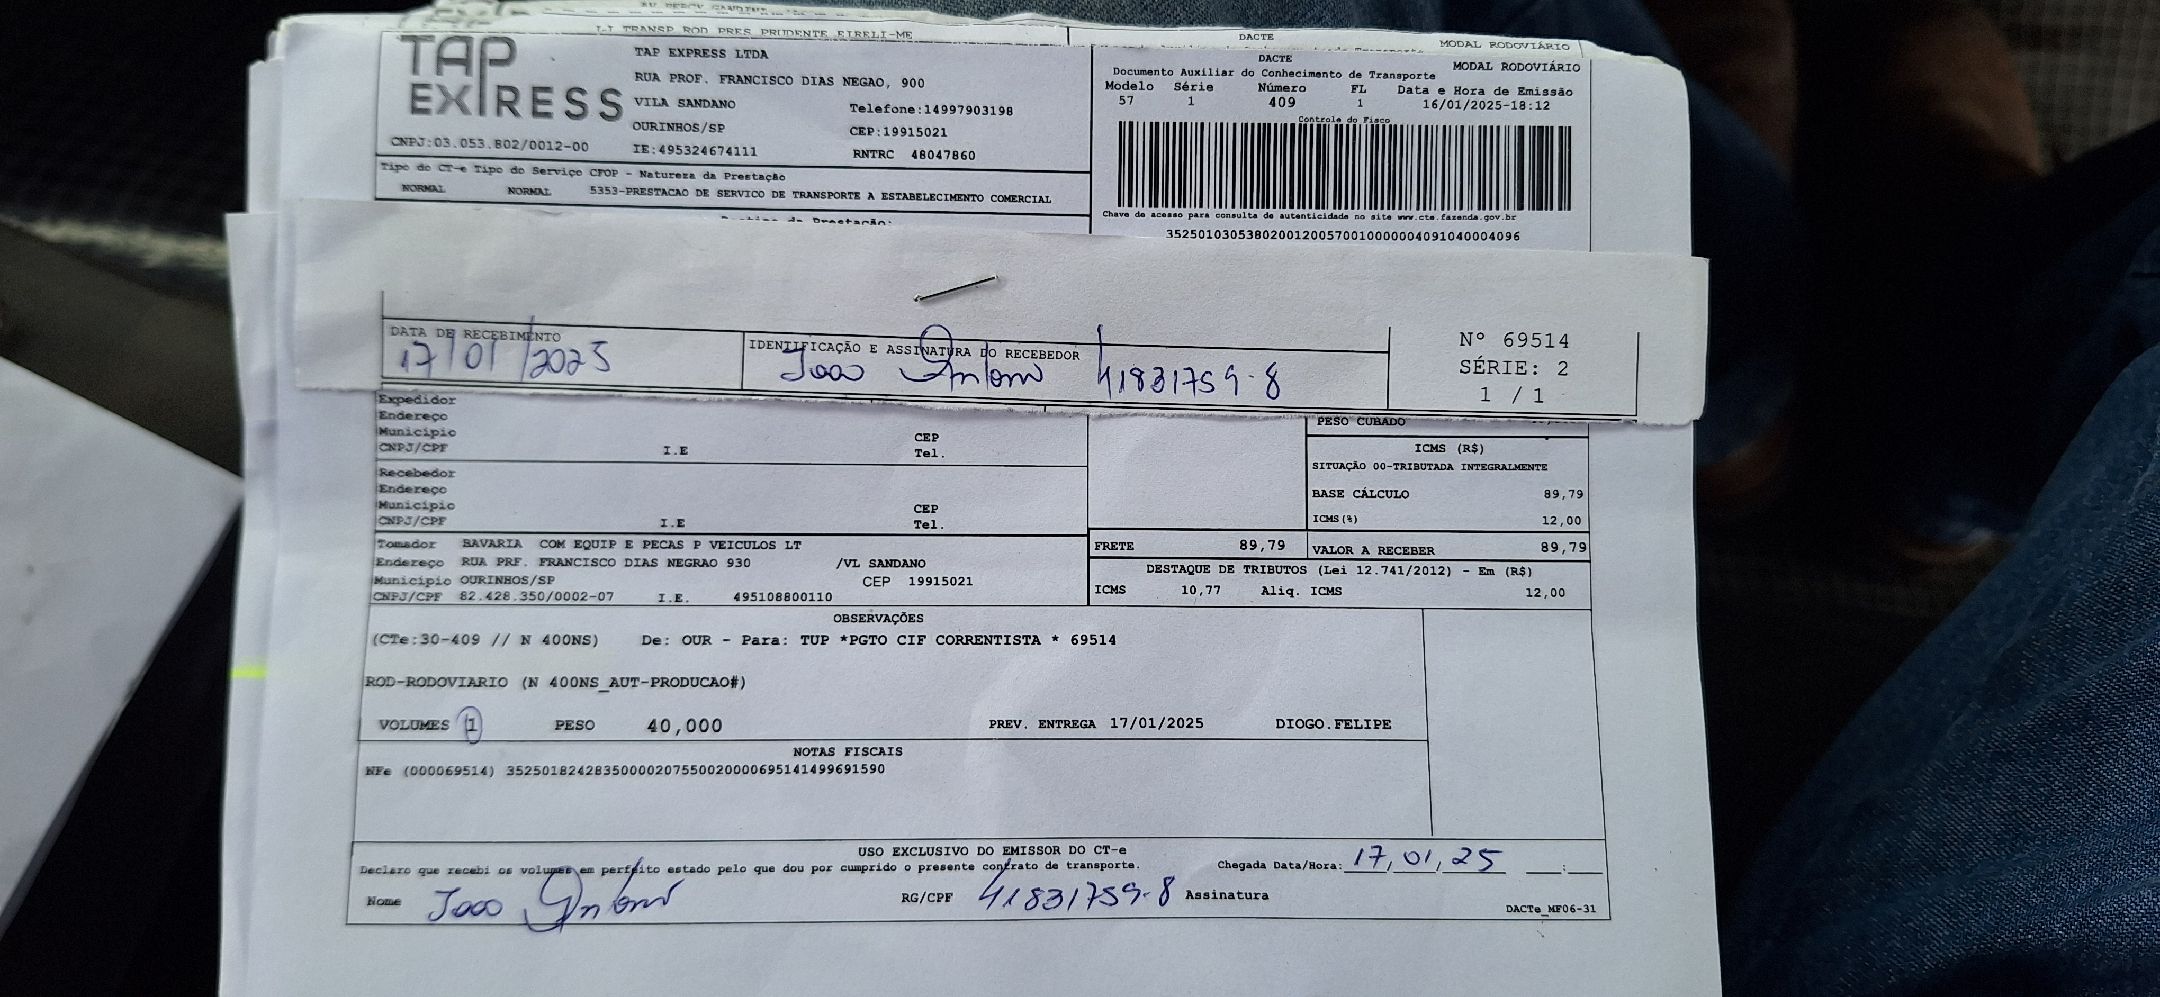 LI TRANSP ROD PRES PRUDENTE EIRELI-ME
DACTE
MODAL RODOVIÁRIO
TAP EXPRESS
TAP EXPRESS LTDA
RUA PROF. FRANCISCO DIAS NEGAO, 900
VILA SANDANO Telefone:14997903198
OURINHOS/SP CEP:19915021
CNPJ:03.053.802/0012-00 IE:495324674111 RNTRC 48047860
DACTE
Documento Auxiliar do Conhecimento de Transporte MODAL RODOVIÁRIO
Modelo Série Número FL Data e Hora de Emissão
57 1 409 1 16/01/2025-18:12
Controle do Fisco
Tipo do CT-e Tipo do Serviço CFOP - Natureza da Prestação
NORMAL NORMAL 5353-PRESTACAO DE SERVICO DE TRANSPORTE A ESTABELECIMENTO COMERCIAL
Chave de acesso para consulta de autenticidade no site www.cte.fazenda.gov.br
35250103053802001200570010000004091040004096
DATA DE RECEBIMENTO IDENTIFICAÇÃO E ASSINATURA DO RECEBEDOR
17/01/2025 Joao Antonio 41831759-8
Nº 69514
SÉRIE: 2
1 / 1
Expedidor
Endereço
Município CEP
CNPJ/CPF I.E Tel.
Recebedor
Endereço
Município CEP
CNPJ/CPF I.E Tel.
PESO CUBADO
ICMS (R$)
SITUAÇÃO 00-TRIBUTADA INTEGRALMENTE
BASE CÁLCULO 89,79
ICMS(%) 12,00
Tomador BAVARIA COM EQUIP E PECAS P VEICULOS LT
Endereço RUA PRF. FRANCISCO DIAS NEGRAO 930 /VL SANDANO
Município OURINHOS/SP CEP 19915021
CNPJ/CPF 82.428.350/0002-07 I.E. 495108800110
FRETE 89,79 VALOR A RECEBER 89,79
DESTAQUE DE TRIBUTOS (Lei 12.741/2012) - Em (R$)
ICMS 10,77 Aliq. ICMS 12,00
OBSERVAÇÕES
(CTe:30-409 // N 400NS) De: OUR - Para: TUP *PGTO CIF CORRENTISTA * 69514
ROD-RODOVIARIO (N 400NS_AUT-PRODUCAO#)
VOLUMES 1 PESO 40,000 PREV. ENTREGA 17/01/2025 DIOGO.FELIPE
NOTAS FISCAIS
NFe (000069514) 35250182428350000207550020000695141499691590
USO EXCLUSIVO DO EMISSOR DO CT-e
Declaro que recebi os volumes em perfeito estado pelo que dou por cumprido o presente contrato de transporte. Chegada Data/Hora: 17,01,25 __:__
Nome Joao Antonio RG/CPF 41831759-8 Assinatura
DACTe_MF06-31